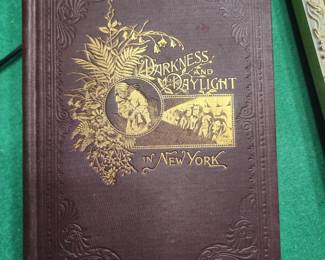 DARKNESS
AND
DAYLIGHT
IN NEW YORK